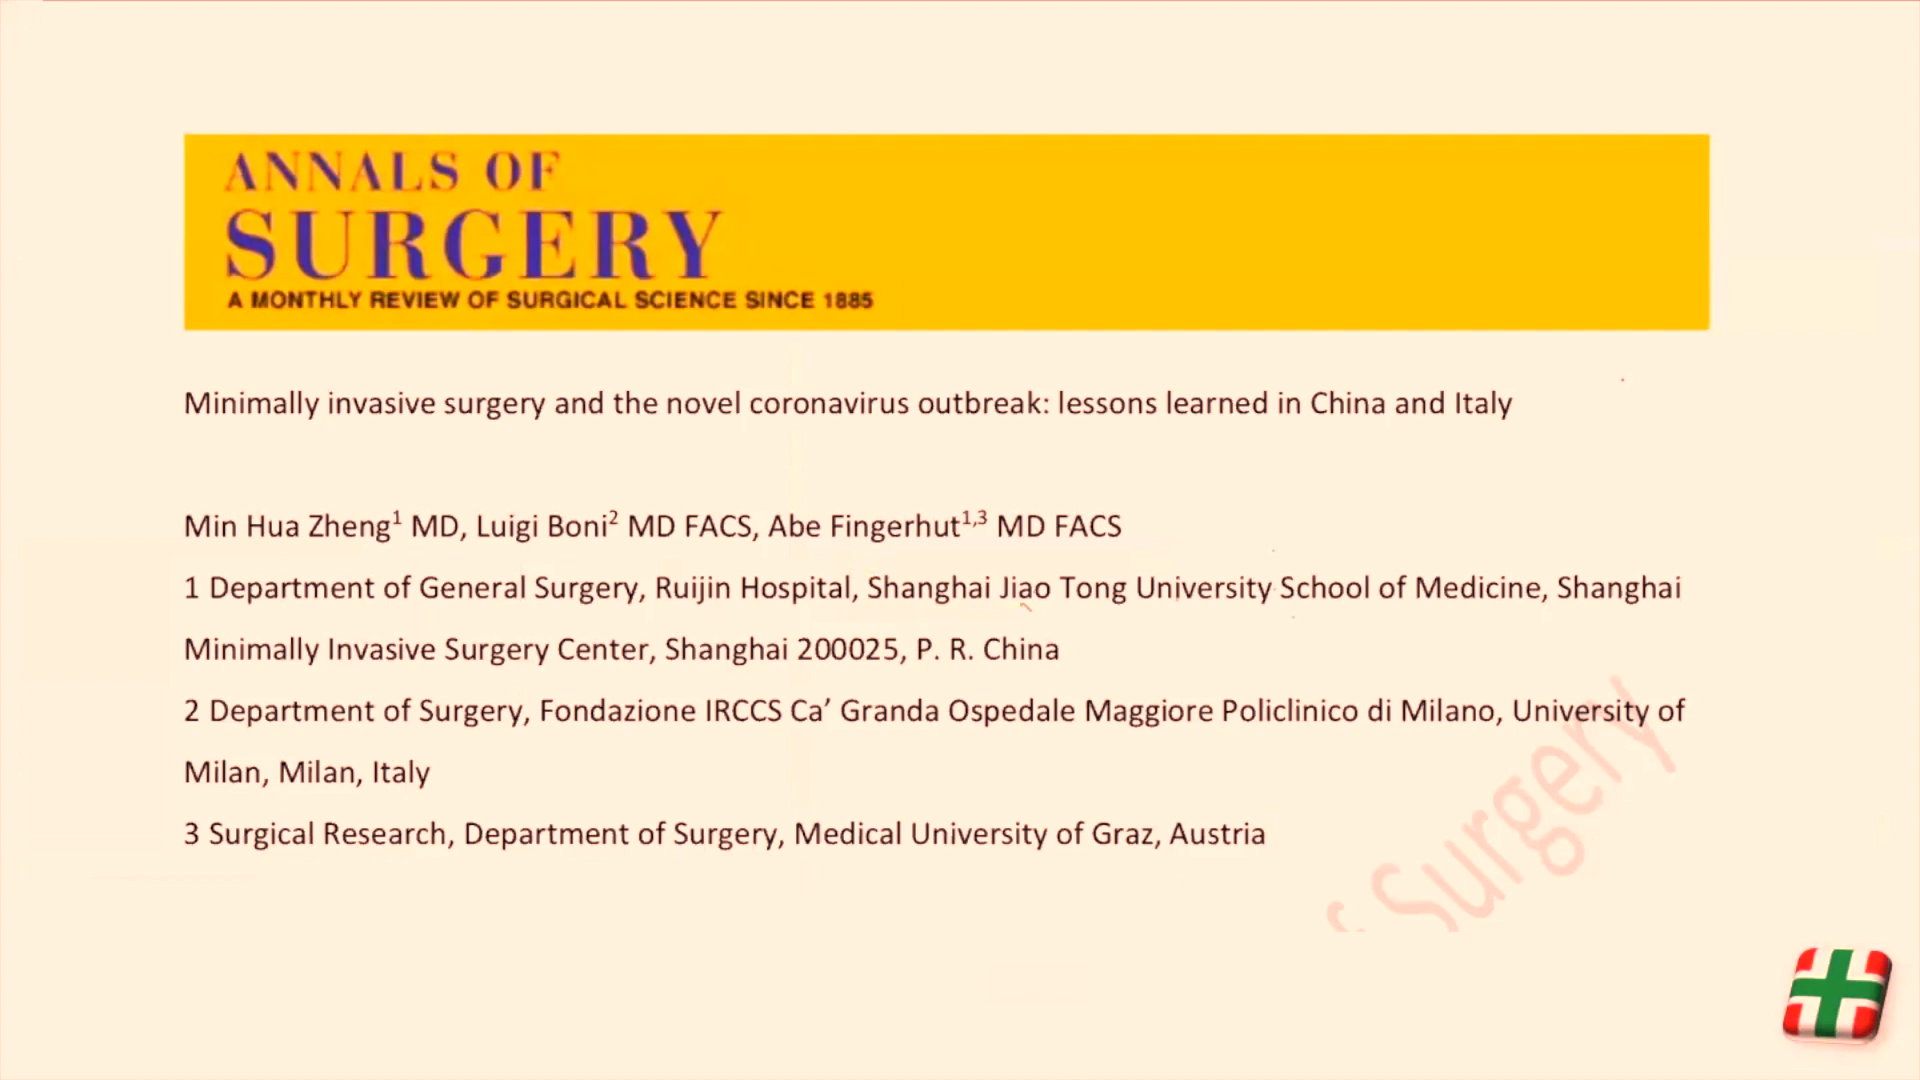 ANNALS OF
SURGERY
A MONTHLY REVIEW OF SURGICAL SCIENCE SINCE 1885
Minimally invasive surgery and the novel coronavirus outbreak: lessons learned in China and Italy
Min Hua Zheng¹ MD, Luigi Boni² MD FACS, Abe Fingerhut¹,³ MD FACS
1 Department of General Surgery, Ruijin Hospital, Shanghai Jiao Tong University School of Medicine, Shanghai
Minimally Invasive Surgery Center, Shanghai 200025, P. R. China
2 Department of Surgery, Fondazione IRCCS Ca’ Granda Ospedale Maggiore Policlinico di Milano, University of
Milan, Milan, Italy
3 Surgical Research, Department of Surgery, Medical University of Graz, Austria
f Surgery